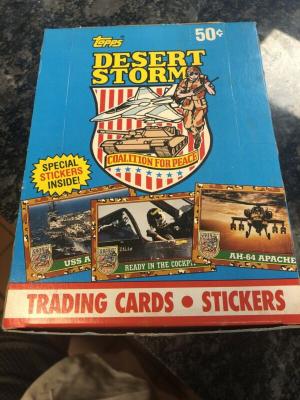 Topps
50¢
DESERT
STORM
COALITION FOR PEACE
SPECIAL
STICKERS
INSIDE!
USS
READY IN THE COCKPIT
AH-64 APACHE
TRADING CARDS • STICKERS